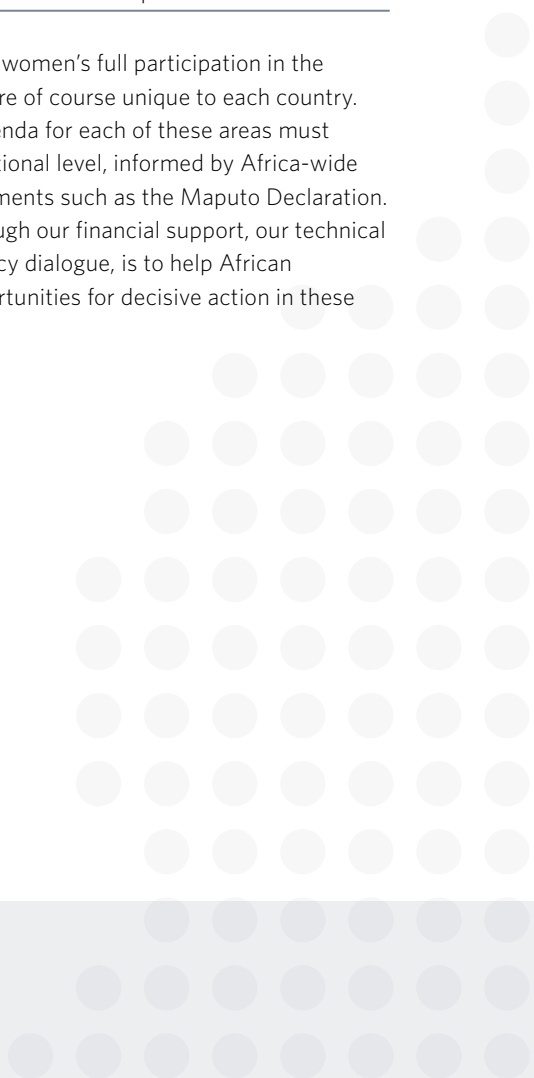 women’s full participation in the
re of course unique to each country.
enda for each of these areas must
tional level, informed by Africa-wide
ments such as the Maputo Declaration.
ugh our financial support, our technical
cy dialogue, is to help African
rtunities for decisive action in these